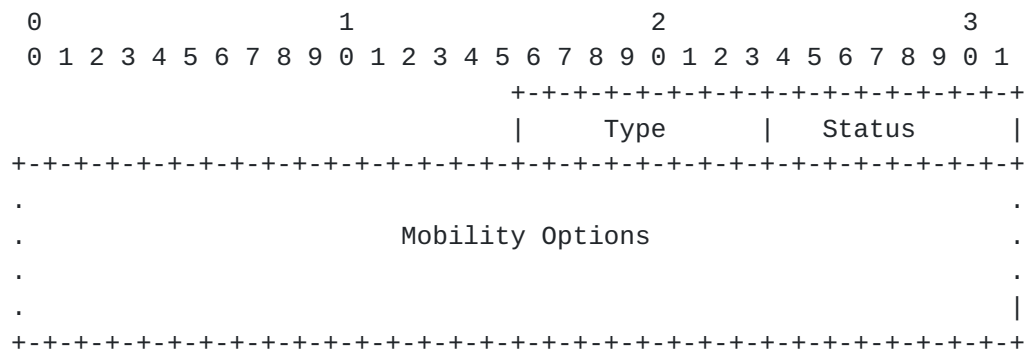 0                   1                   2                   3
 0 1 2 3 4 5 6 7 8 9 0 1 2 3 4 5 6 7 8 9 0 1 2 3 4 5 6 7 8 9 0 1
                                +-+-+-+-+-+-+-+-+-+-+-+-+-+-+-+-+
                                |     Type      |   Status      |
+-+-+-+-+-+-+-+-+-+-+-+-+-+-+-+-+-+-+-+-+-+-+-+-+-+-+-+-+-+-+-+-+
.                                                               .
.                        Mobility Options                       .
.                                                               .
.                                                               |
+-+-+-+-+-+-+-+-+-+-+-+-+-+-+-+-+-+-+-+-+-+-+-+-+-+-+-+-+-+-+-+-+